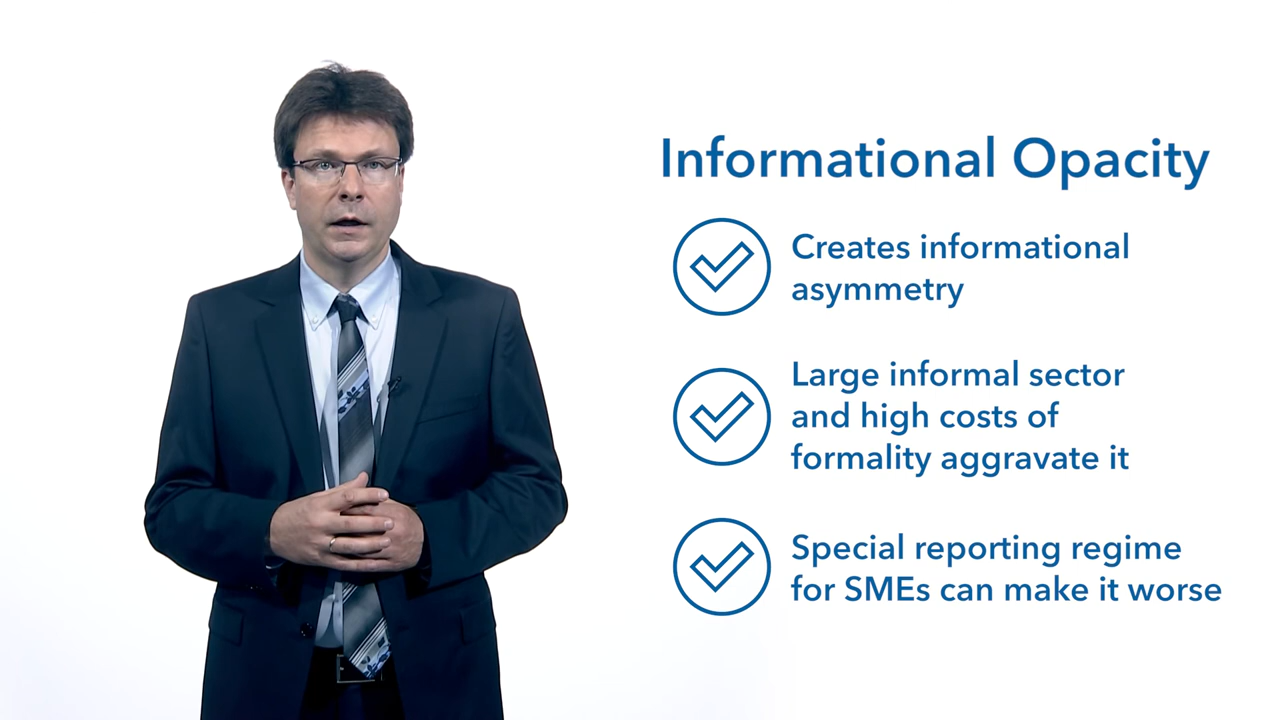 Informational Opacity
Creates informational
asymmetry
Large informal sector
and high costs of
formality aggravate it
Special reporting regime
for SMEs can make it worse